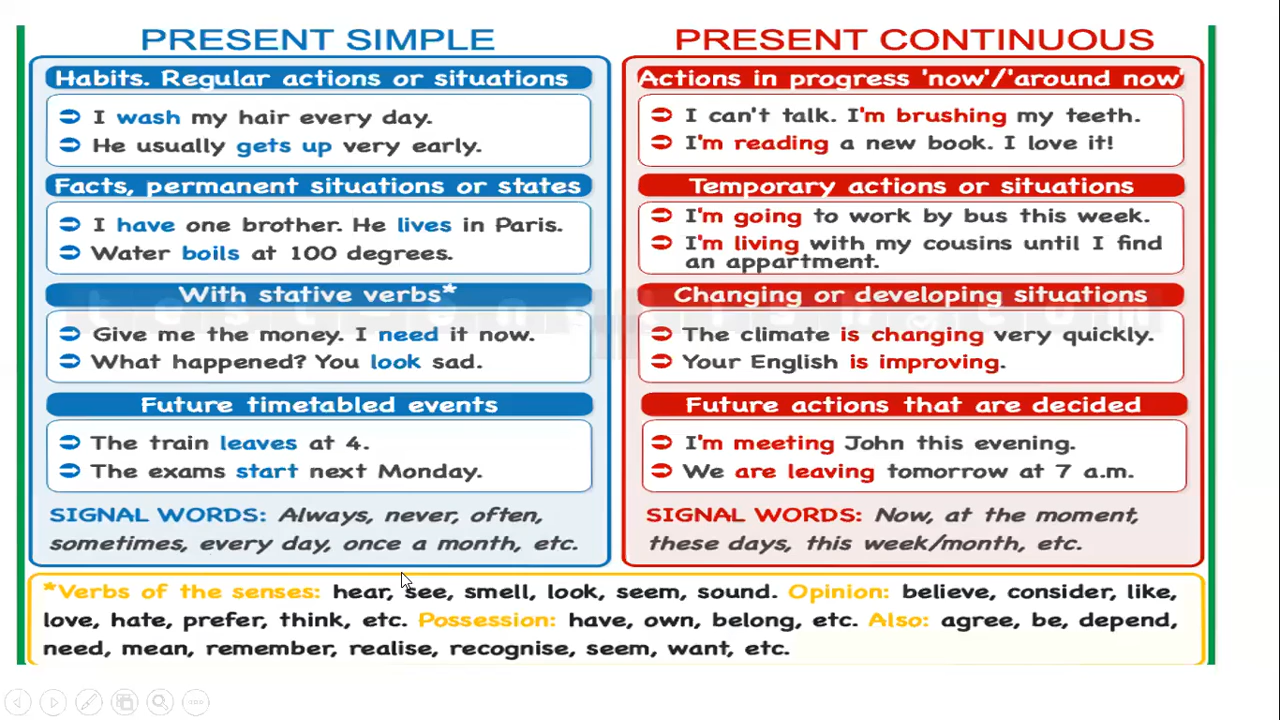 PRESENT SIMPLE
Habits. Regular actions or situations
I wash my hair every day.
He usually gets up very early.
Facts, permanent situations or states
I have one brother. He lives in Paris.
Water boils at 100 degrees.
With stative verbs*
Give me the money. I need it now.
What happened? You look sad.
Future timetabled events
The train leaves at 4.
The exams start next Monday.
SIGNAL WORDS: Always, never, often,
sometimes, every day, once a month, etc.
PRESENT CONTINUOUS
Actions in progress 'now'/'around now'
I can't talk. I'm brushing my teeth.
I'm reading a new book. I love it!
Temporary actions or situations
I'm going to work by bus this week.
I'm living with my cousins until I find
an appartment.
Changing or developing situations
The climate is changing very quickly.
Your English is improving.
Future actions that are decided
I'm meeting John this evening.
We are leaving tomorrow at 7 a.m.
SIGNAL WORDS: Now, at the moment,
these days, this week/month, etc.
*Verbs of the senses: hear, see, smell, look, seem, sound. Opinion: believe, consider, like,
love, hate, prefer, think, etc. Possession: have, own, belong, etc. Also: agree, be, depend,
need, mean, remember, realise, recognise, seem, want, etc.